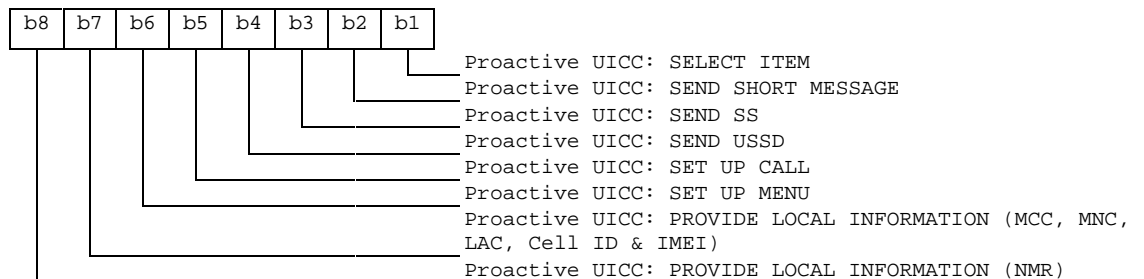 b8 b7 b6 b5 b4 b3 b2 b1
Proactive UICC: SELECT ITEM
Proactive UICC: SEND SHORT MESSAGE
Proactive UICC: SEND SS
Proactive UICC: SEND USSD
Proactive UICC: SET UP CALL
Proactive UICC: SET UP MENU
Proactive UICC: PROVIDE LOCAL INFORMATION (MCC, MNC,
LAC, Cell ID & IMEI)
Proactive UICC: PROVIDE LOCAL INFORMATION (NMR)